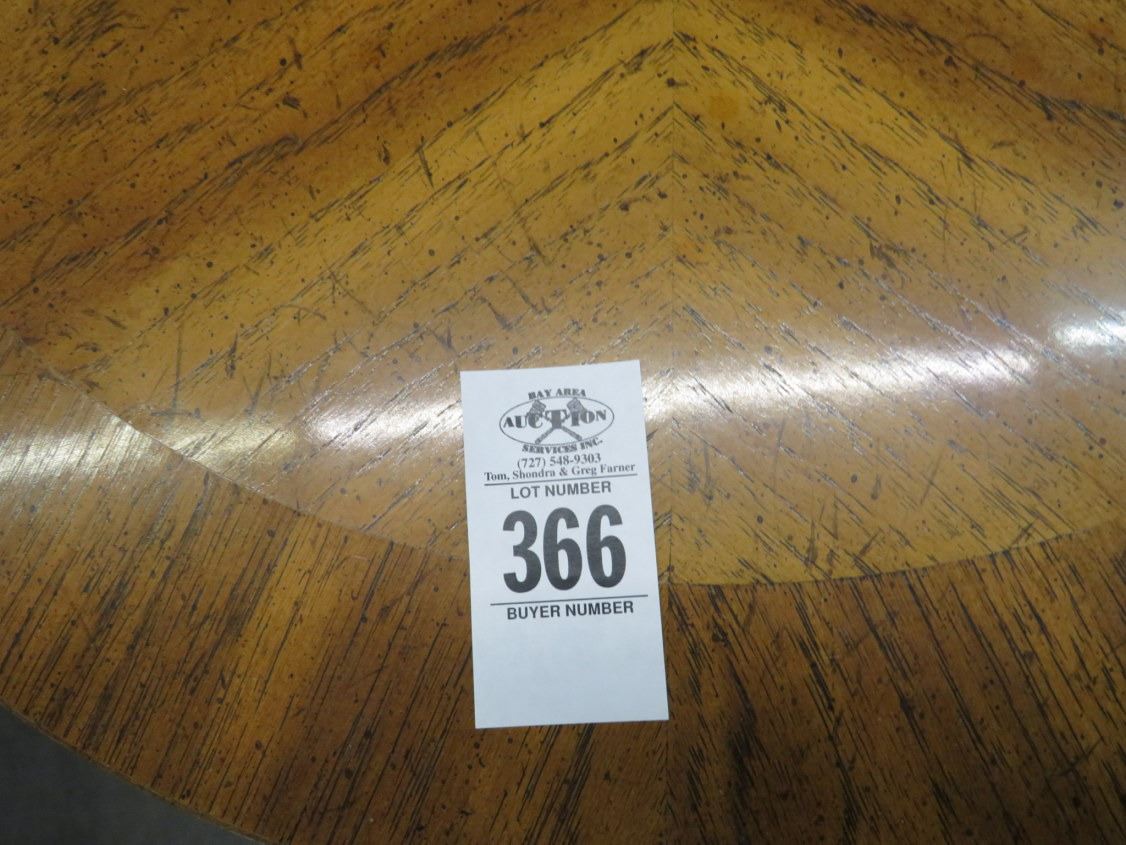 BAY AREA
AUCTION
SERVICES INC.
(727) 548-9303
Tom, Shondra & Greg Farner
LOT NUMBER
366
BUYER NUMBER